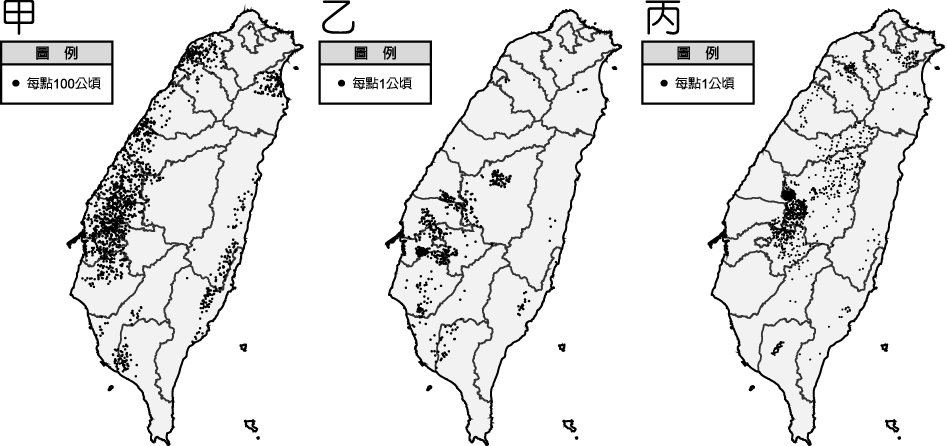 甲
圖 例
每點100公頃
乙
圖 例
每點1公頃
丙
圖 例
每點1公頃